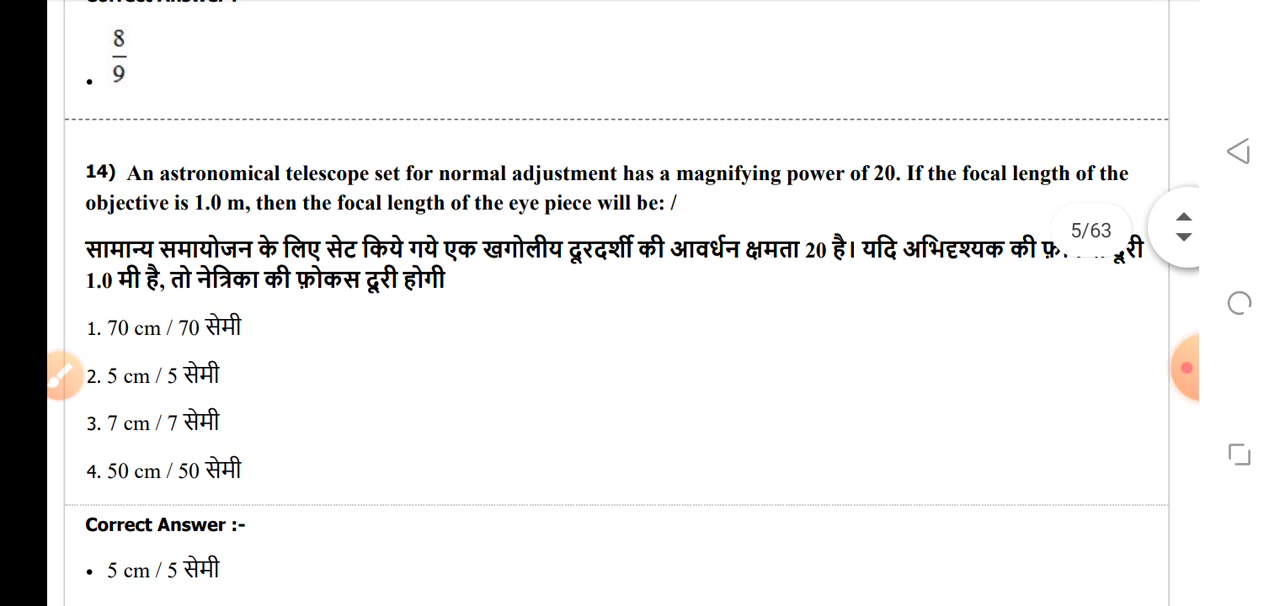 8
9
14) An astronomical telescope set for normal adjustment has a magnifying power of 20. If the focal length of the
objective is 1.0 m, then the focal length of the eye piece will be: /
5/63
सामान्य समायोजन के लिए सेट किये गये एक खगोलीय दूरदर्शी की आवर्धन क्षमता 20 है। यदि अभिदृश्यक की
1.0 मी है, तो नेत्रिका की फ़ोकस दूरी होगी
1. 70 cm / 70 सेमी
2. 5 cm / 5 सेमी
3. 7 cm / 7 सेमी
4. 50 cm / 50 सेमी
Correct Answer :-
• 5 cm / 5 सेमी